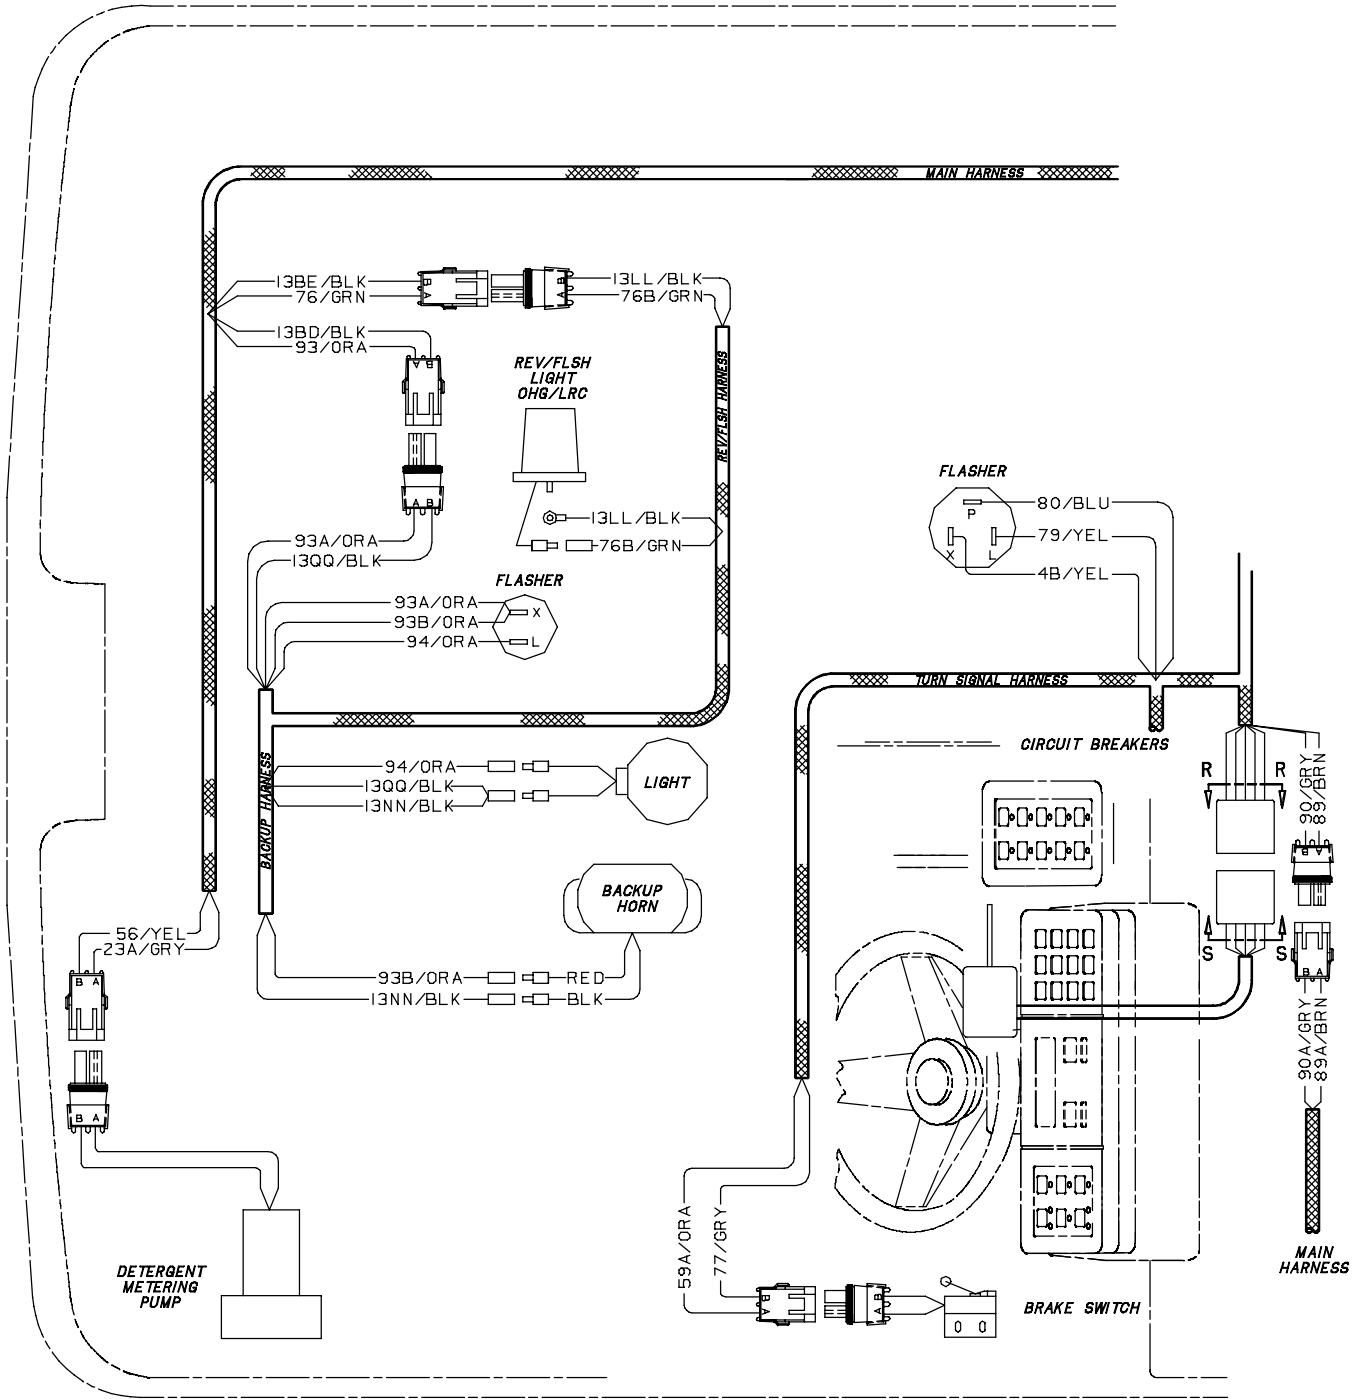 MAIN HARNESS
13BE/BLK
76/GRN
B
A
B
A
13LL/BLK
76B/GRN
13BD/BLK
93/ORA
A B
REV/FLSH
LIGHT
OHG/LRC
REV/FLSH HARNESS
A B
93A/ORA
13QQ/BLK
13LL/BLK
76B/GRN
FLASHER
P
X L
80/BLU
79/YEL
4B/YEL
FLASHER
93A/ORA
93B/ORA
94/ORA
X
L
TURN SIGNAL HARNESS
CIRCUIT BREAKERS
BACKUP HARNESS
94/ORA
13QQ/BLK
13NN/BLK
LIGHT
R R
90/GRY
89/BRN
B A
BACKUP
HORN
56/YEL
23A/GRY
B A
93B/ORA
13NN/BLK
RED
BLK
S S
B A
90A/GRY
89A/BRN
B A
59A/ORA
77/GRY
MAIN
HARNESS
DETERGENT
METERING
PUMP
B
A
B
A
BRAKE SWITCH
0 0